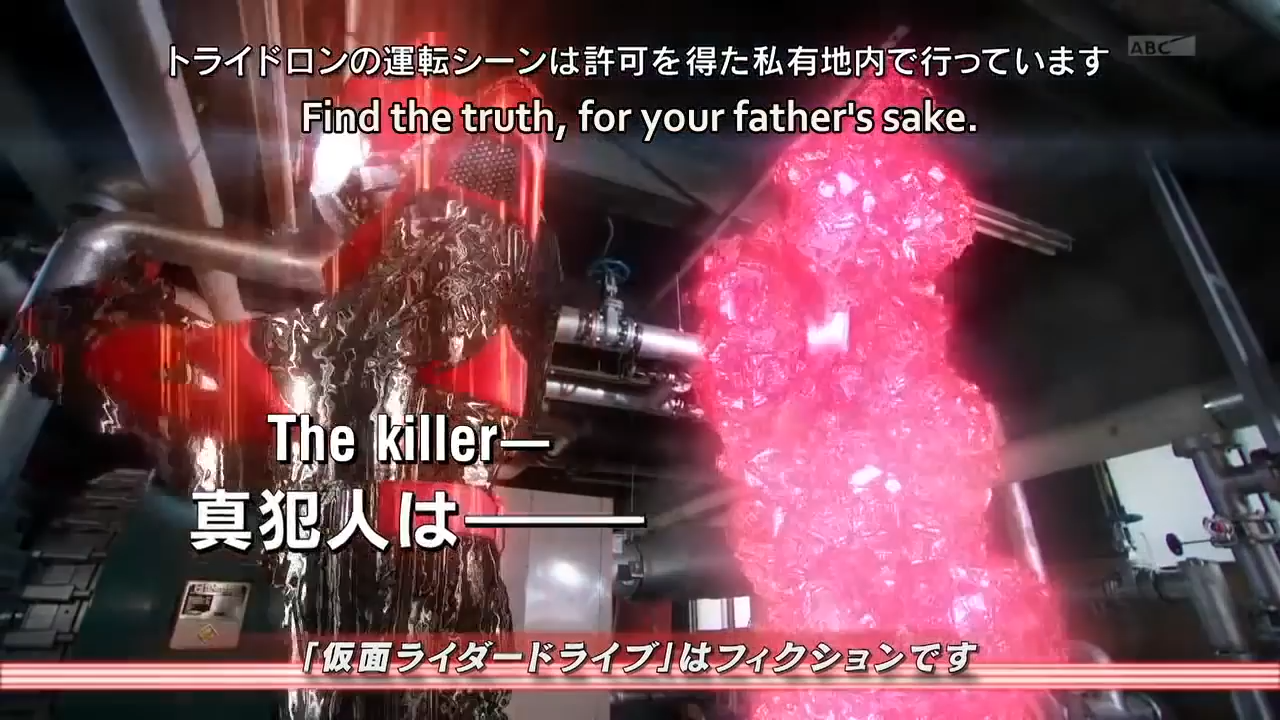 トライドロンの運転シーンは許可を得た私有地内で行っています
ABC
Find the truth, for your father's sake.
The killer—
真犯人は———
「仮面ライダードライブ」はフィクションです